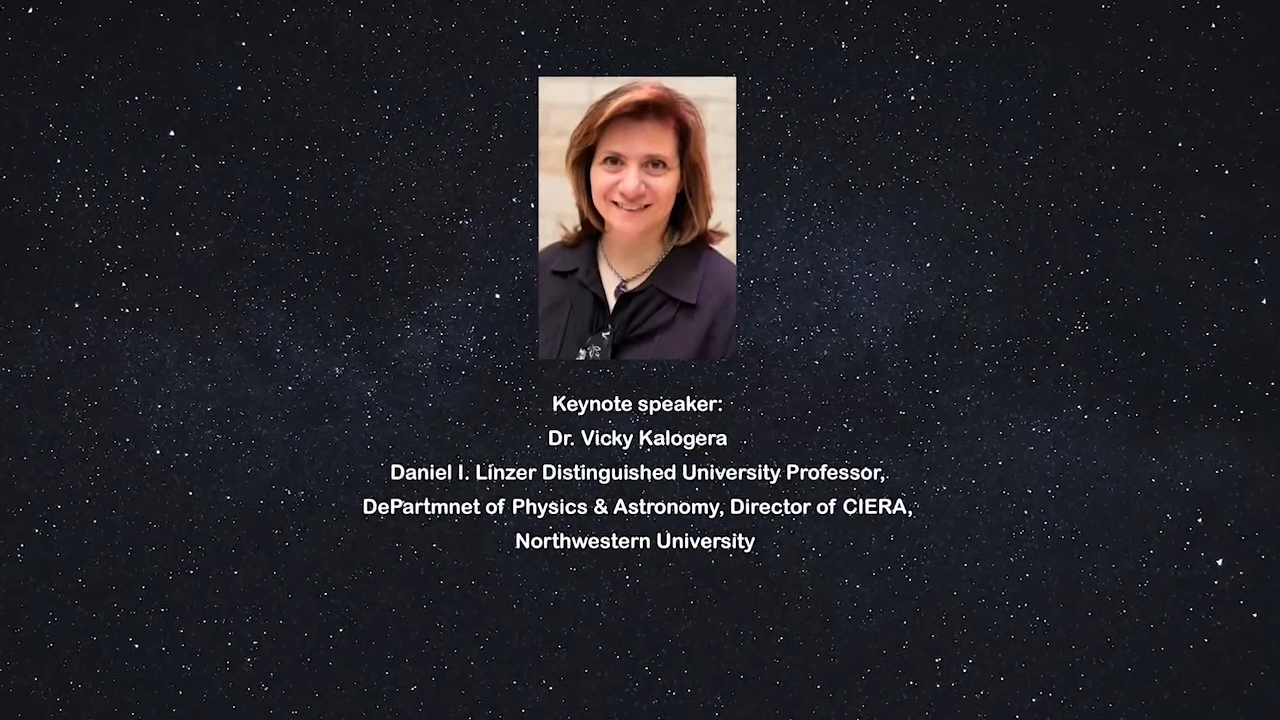 Keynote speaker:
Dr. Vicky Kalogera
Daniel I. Linzer Distinguished University Professor,
DePartmnet of Physics & Astronomy, Director of CIERA,
Northwestern University